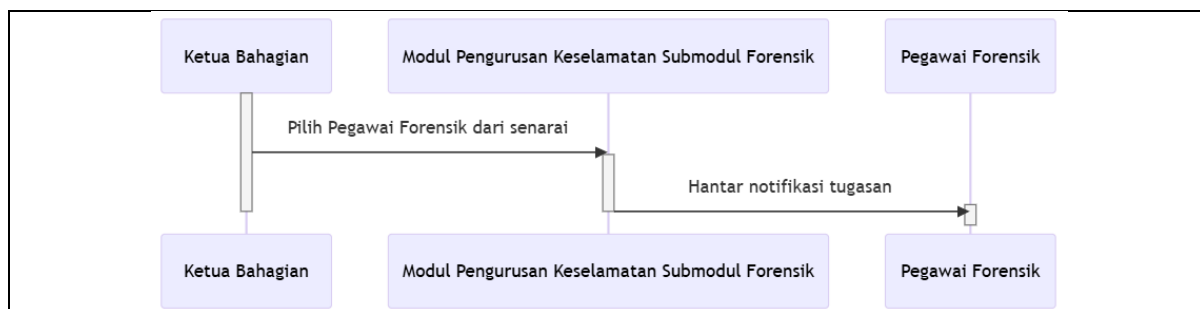 Ketua Bahagian
Modul Pengurusan Keselamatan Submodul Forensik
Pegawai Forensik
Pilih Pegawai Forensik dari senarai
Hantar notifikasi tugasan
Ketua Bahagian
Modul Pengurusan Keselamatan Submodul Forensik
Pegawai Forensik